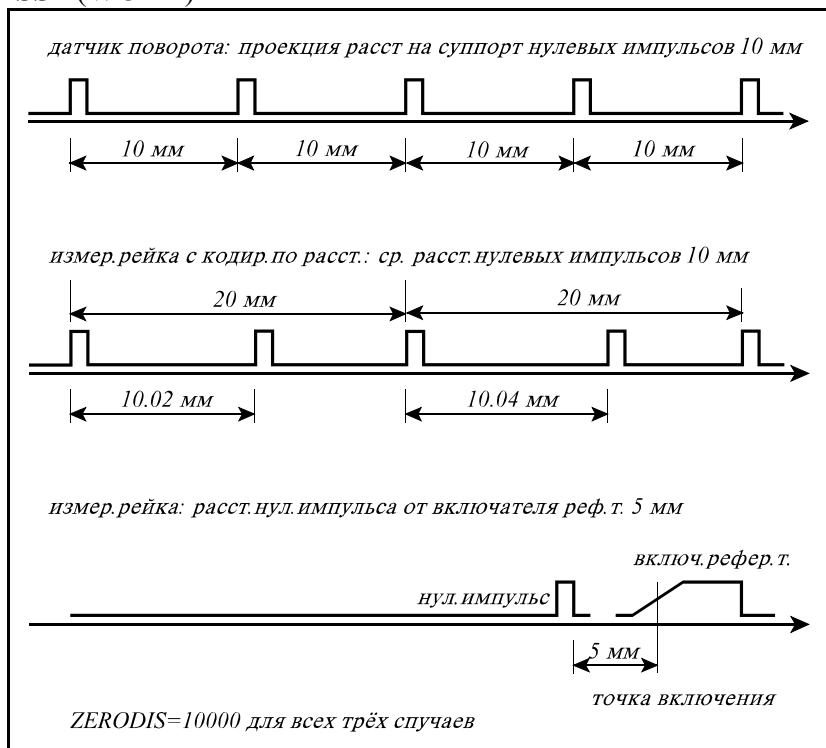 датчик поворота: проекция расст на суппорт нулевых импульсов 10 мм
10 мм
10 мм
10 мм
10 мм
измер.рейка с кодир.по расст.: ср. расст.нулевых импульсов 10 мм
20 мм
20 мм
10.02 мм
10.04 мм
измер.рейка: расст.нул.импульса от включателя реф.т. 5 мм
включ.рефер.т.
нул.импульс
5 мм
точка включения
ZERODIS=10000 для всех трёх спучаев